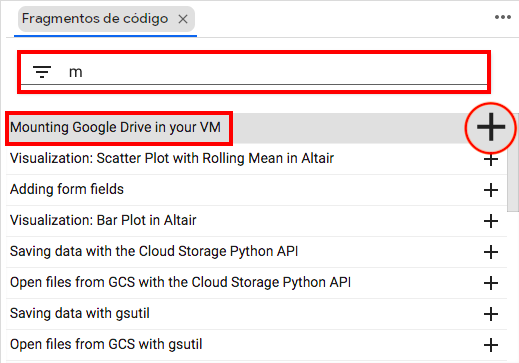 Fragmentos de código
m
Mounting Google Drive in your VM
Visualization: Scatter Plot with Rolling Mean in Altair
Adding form fields
Visualization: Bar Plot in Altair
Saving data with the Cloud Storage Python API
Open files from GCS with the Cloud Storage Python API
Saving data with gsutil
Open files from GCS with gsutil